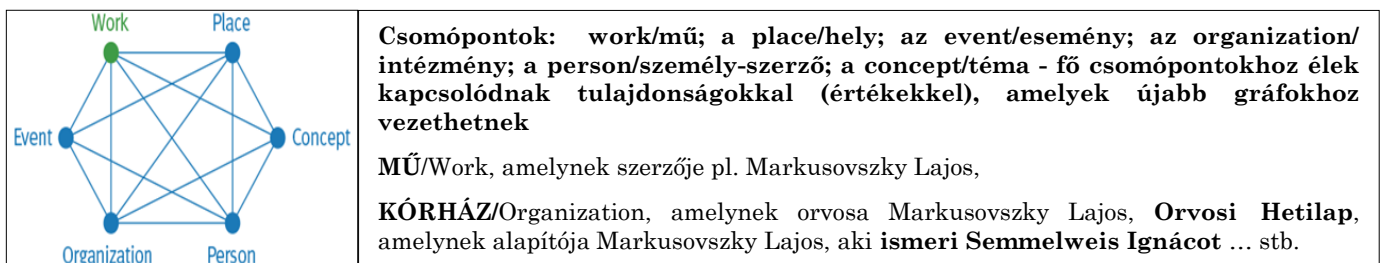 Work
Place
Event
Concept
Organization
Person
Csomópontok: work/mű; a place/hely; az event/esemény; az organization/
intézmény; a person/személy-szerző; a concept/téma - fő csomópontokhoz élek
kapcsolódnak tulajdonságokkal (értékekkel), amelyek újabb gráfokhoz
vezethetnek
MŰ/Work, amelynek szerzője pl. Markusovszky Lajos,
KÓRHÁZ/Organization, amelynek orvosa Markusovszky Lajos, Orvosi Hetilap,
amelynek alapítója Markusovszky Lajos, aki ismeri Semmelweis Ignácot … stb.